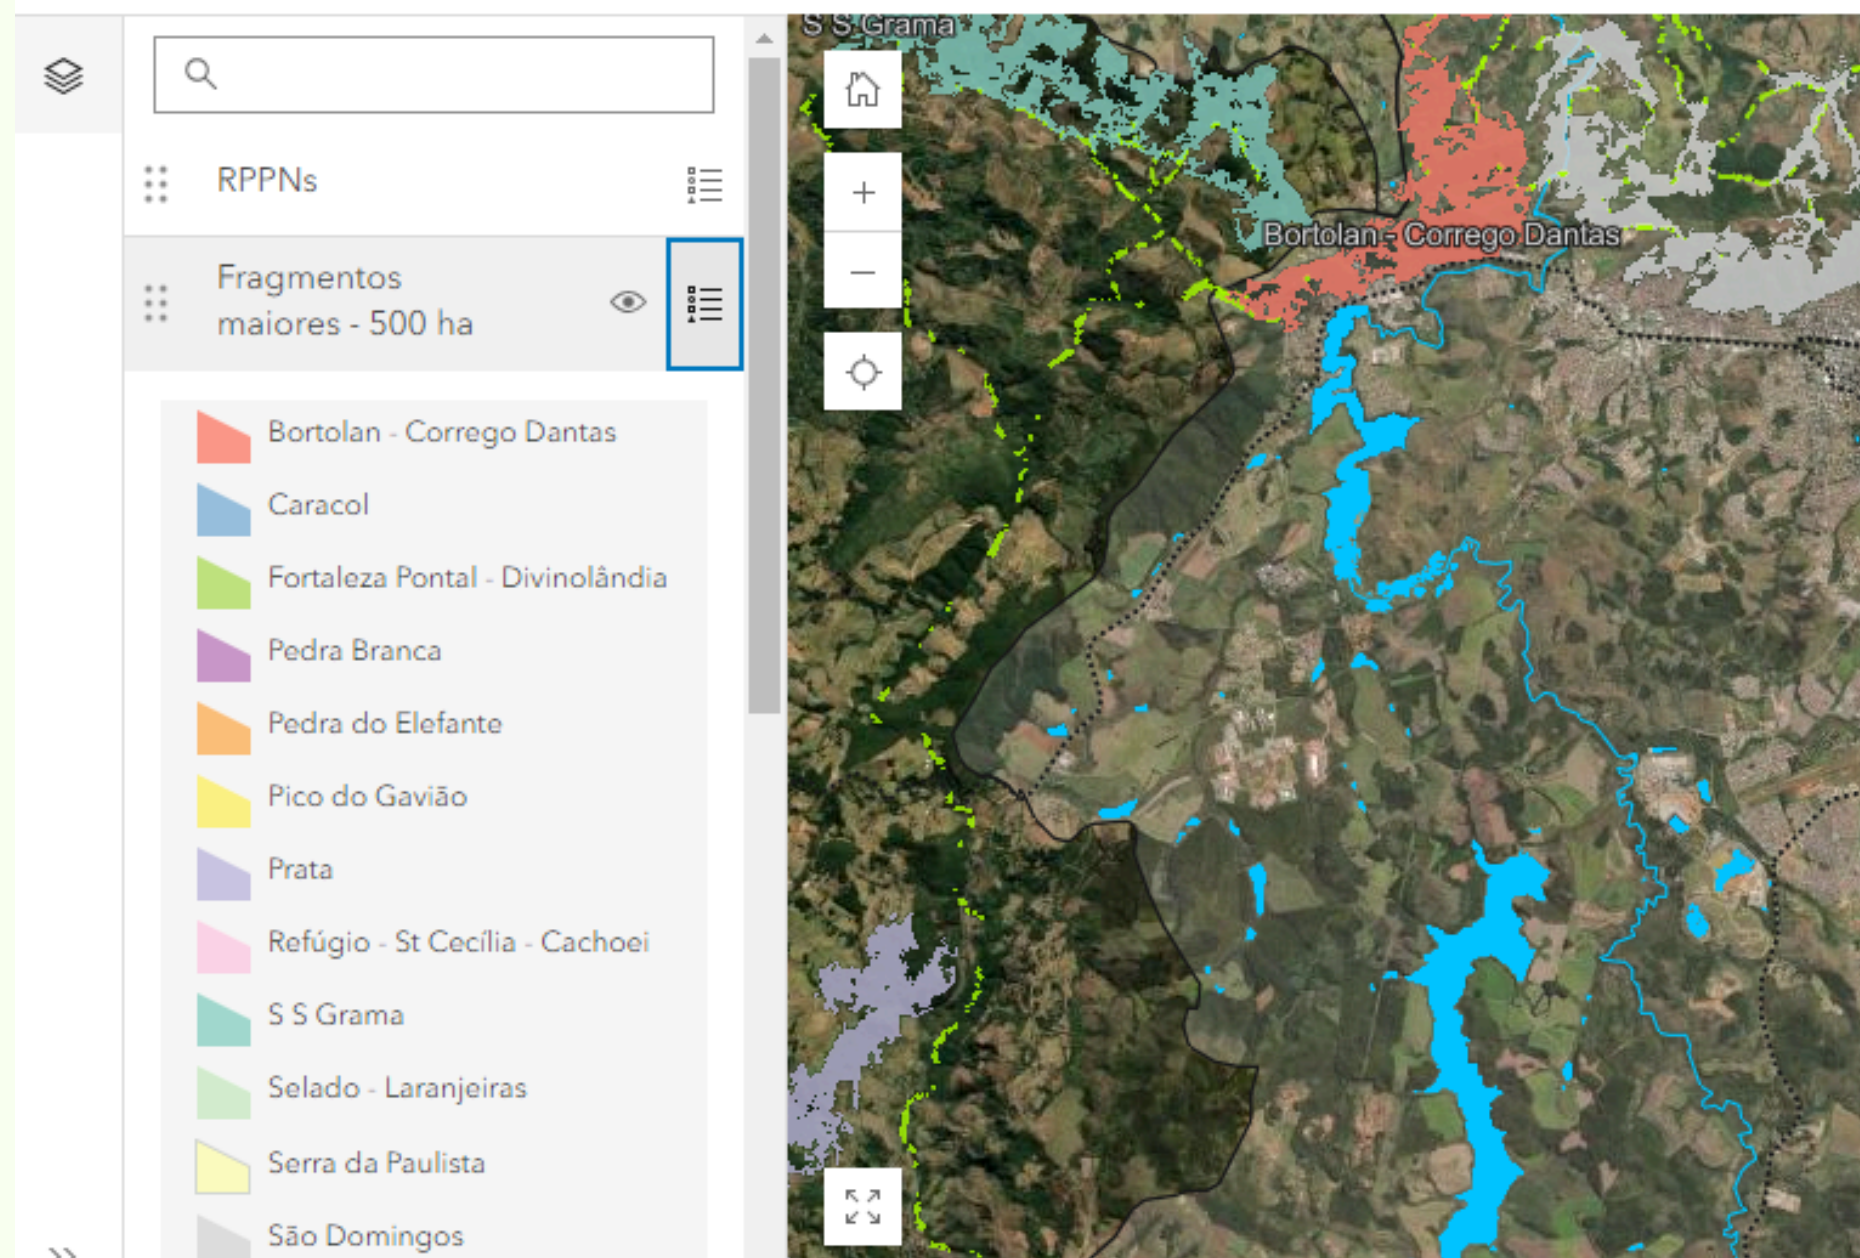 RPPNs
Fragmentos
maiores - 500 ha
Bortolan - Corrego Dantas
Caracol
Fortaleza Pontal - Divinolândia
Pedra Branca
Pedra do Elefante
Pico do Gavião
Prata
Refúgio - St Cecília - Cachoei
S S Grama
Selado - Laranjeiras
Serra da Paulista
São Domingos
S S Grama
Bortolan - Corrego Dantas